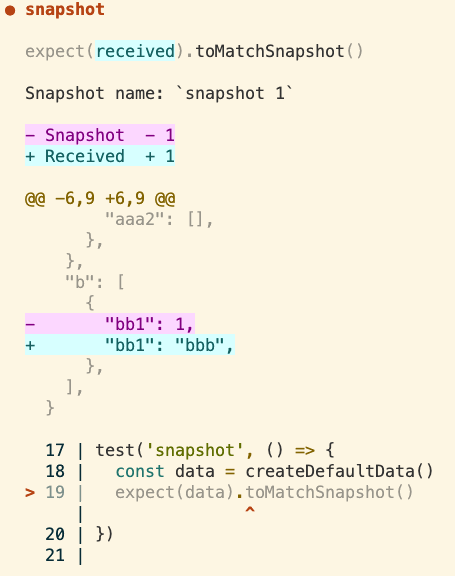 ● snapshot
expect(received).toMatchSnapshot()
Snapshot name: `snapshot 1`
- Snapshot  - 1
+ Received  + 1
@@ -6,9 +6,9 @@
        "aaa2": [],
      },
    },
    "b": [
      {
-       "bb1": 1,
+       "bb1": "bbb",
      },
    ],
  }
  17 | test('snapshot', () => {
  18 |   const data = createDefaultData()
> 19 |   expect(data).toMatchSnapshot()
     |                ^
  20 | })
  21 |